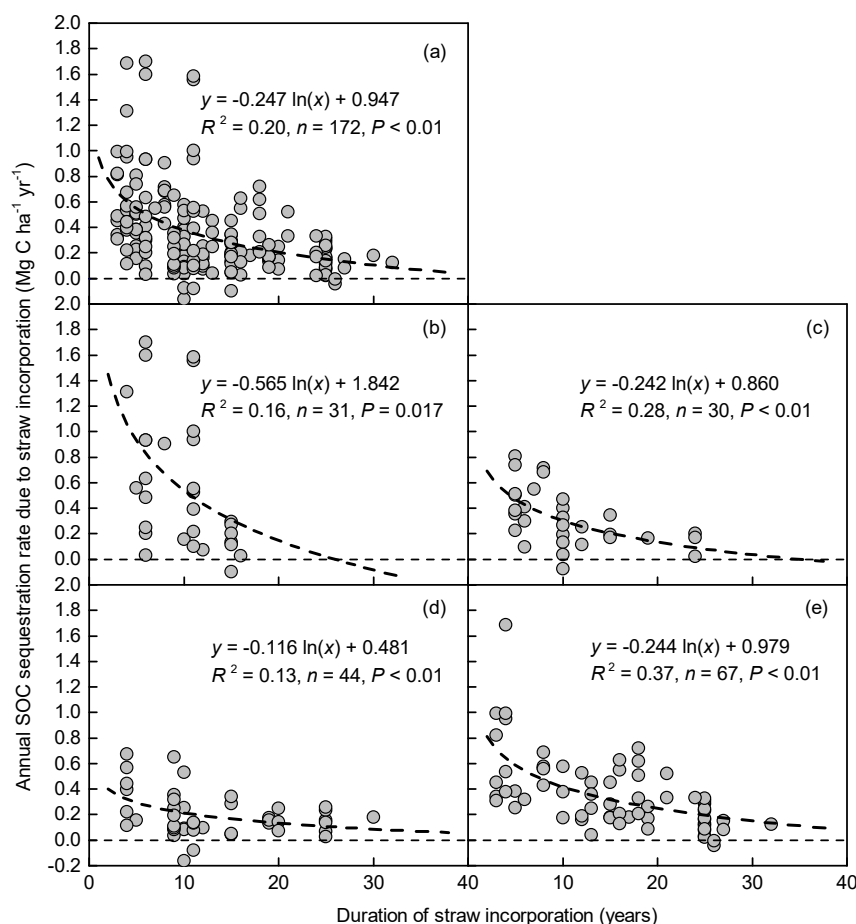 2.0
1.8
1.6
1.4
1.2
1.0
0.8
0.6
0.4
0.2
0.0
(a)
y = -0.247 ln(x) + 0.947
R² = 0.20, n = 172, P < 0.01
2.0
1.8
1.6
1.4
1.2
1.0
0.8
0.6
0.4
0.2
0.0
(b)
y = -0.565 ln(x) + 1.842
R² = 0.16, n = 31, P = 0.017
(c)
y = -0.242 ln(x) + 0.860
R² = 0.28, n = 30, P < 0.01
2.0
1.8
1.6
1.4
1.2
1.0
0.8
0.6
0.4
0.2
0.0
-0.2
(d)
y = -0.116 ln(x) + 0.481
R² = 0.13, n = 44, P < 0.01
(e)
y = -0.244 ln(x) + 0.979
R² = 0.37, n = 67, P < 0.01
0 10 20 30 40 10 20 30 40
Annual SOC sequestration rate due to straw incorporation (Mg C ha⁻¹ yr⁻¹)
Duration of straw incorporation (years)